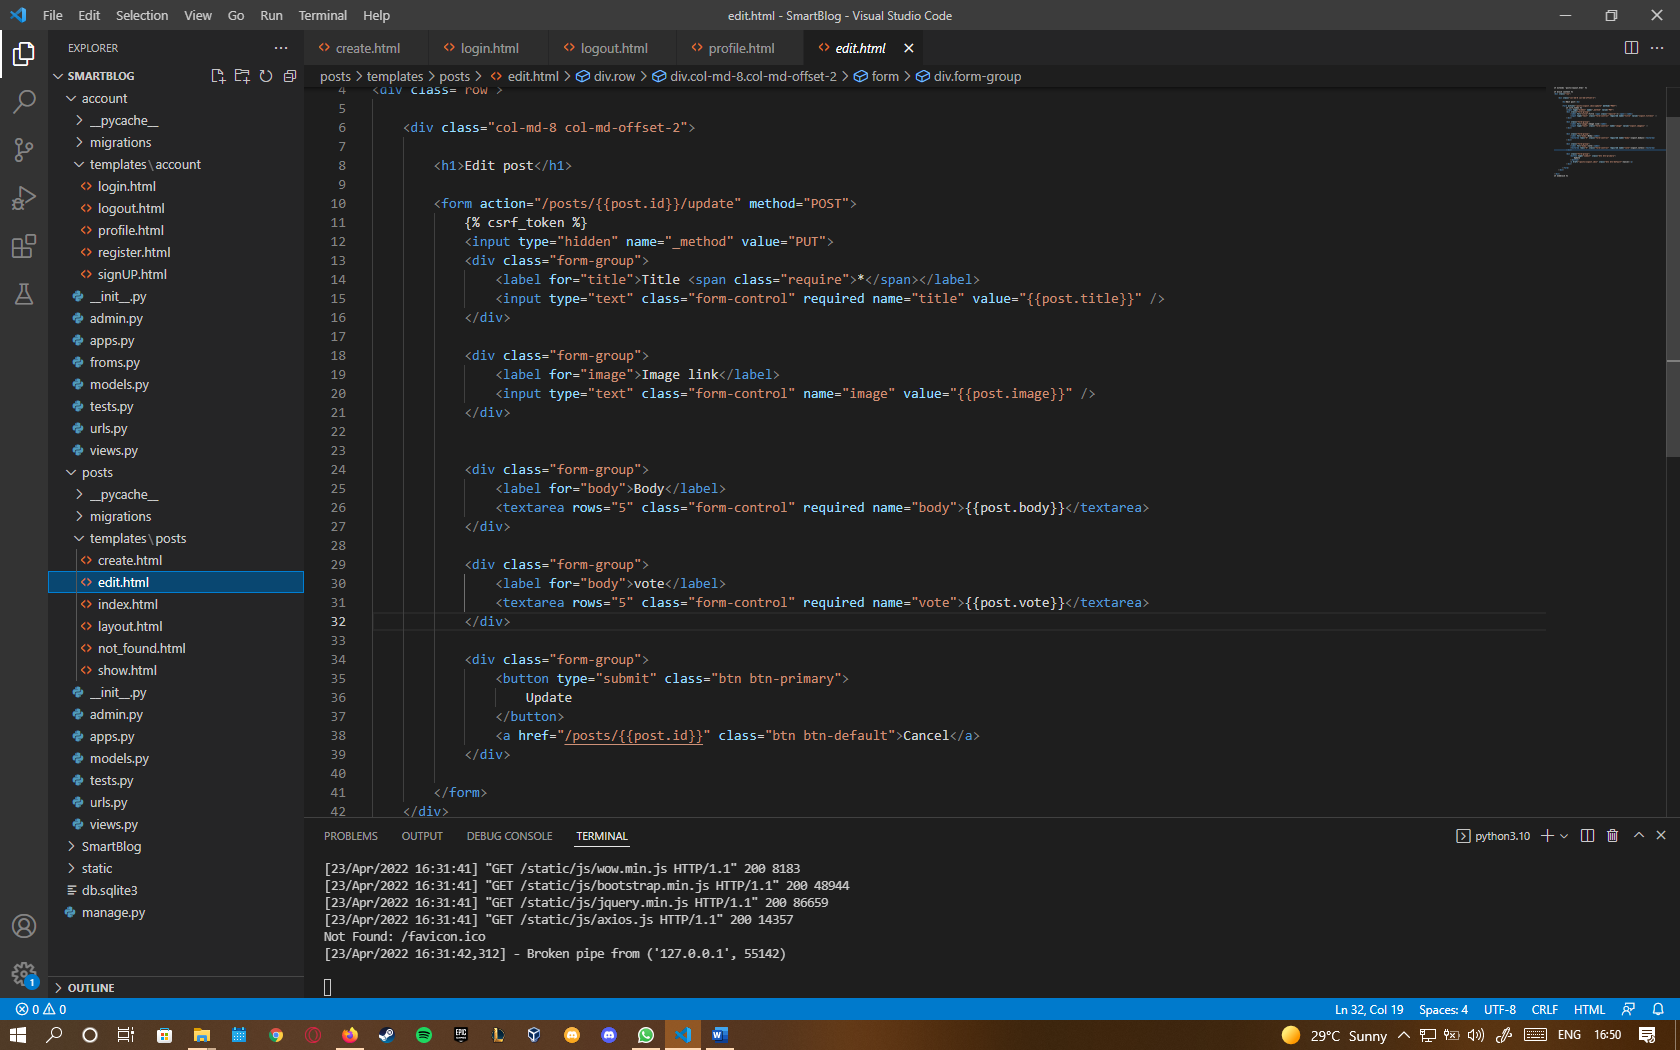 File Edit Selection View Go Run Terminal Help
edit.html - SmartBlog - Visual Studio Code
EXPLORER
SMARTBLOG
account
__pycache__
migrations
templates\account
login.html
logout.html
profile.html
register.html
signUP.html
__init__.py
admin.py
apps.py
froms.py
models.py
tests.py
urls.py
views.py
posts
__pycache__
migrations
templates\posts
create.html
edit.html
index.html
layout.html
not_found.html
show.html
__init__.py
admin.py
apps.py
models.py
tests.py
urls.py
views.py
SmartBlog
static
db.sqlite3
manage.py
OUTLINE
create.html login.html logout.html profile.html edit.html
posts > templates > posts > edit.html > div.row > div.col-md-8.col-md-offset-2 > form > div.form-group
4 <div class="row">
5
6 <div class="col-md-8 col-md-offset-2">
7
8 <h1>Edit post</h1>
9
10 <form action="/posts/{{post.id}}/update" method="POST">
11 {% csrf_token %}
12 <input type="hidden" name="_method" value="PUT">
13 <div class="form-group">
14 <label for="title">Title <span class="require">*</span></label>
15 <input type="text" class="form-control" required name="title" value="{{post.title}}" />
16 </div>
17
18 <div class="form-group">
19 <label for="image">Image link</label>
20 <input type="text" class="form-control" name="image" value="{{post.image}}" />
21 </div>
22
23
24 <div class="form-group">
25 <label for="body">Body</label>
26 <textarea rows="5" class="form-control" required name="body">{{post.body}}</textarea>
27 </div>
28
29 <div class="form-group">
30 <label for="body">vote</label>
31 <textarea rows="5" class="form-control" required name="vote">{{post.vote}}</textarea>
32 </div>
33
34 <div class="form-group">
35 <button type="submit" class="btn btn-primary">
36 Update
37 </button>
38 <a href="/posts/{{post.id}}" class="btn btn-default">Cancel</a>
39 </div>
40
41 </form>
42 </div>
PROBLEMS OUTPUT DEBUG CONSOLE TERMINAL
python3.10
[23/Apr/2022 16:31:41] "GET /static/js/wow.min.js HTTP/1.1" 200 8183
[23/Apr/2022 16:31:41] "GET /static/js/bootstrap.min.js HTTP/1.1" 200 48944
[23/Apr/2022 16:31:41] "GET /static/js/jquery.min.js HTTP/1.1" 200 86659
[23/Apr/2022 16:31:41] "GET /static/js/axios.js HTTP/1.1" 200 14357
Not Found: /favicon.ico
[23/Apr/2022 16:31:42,312] - Broken pipe from ('127.0.0.1', 55142)
1
0 0
Ln 32, Col 19 Spaces: 4 UTF-8 CRLF HTML
EPIC
29°C Sunny ENG 16:50